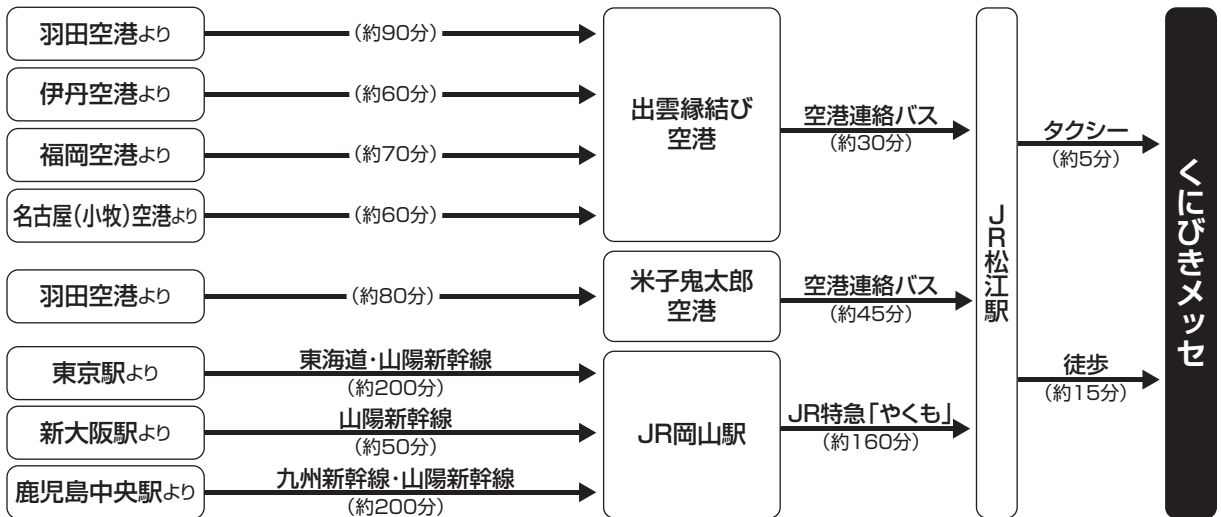 羽田空港より
(約90分)
伊丹空港より
(約60分)
福岡空港より
(約70分)
名古屋(小牧)空港より
(約60分)
出雲縁結び
空港
空港連絡バス
(約30分)
羽田空港より
(約80分)
米子鬼太郎
空港
空港連絡バス
(約45分)
東京駅より
東海道・山陽新幹線
(約200分)
新大阪駅より
山陽新幹線
(約50分)
鹿児島中央駅より
九州新幹線・山陽新幹線
(約200分)
JR岡山駅
JR特急「やくも」
(約160分)
JR松江駅
タクシー
(約5分)
徒歩
(約15分)
くにびきメッセ